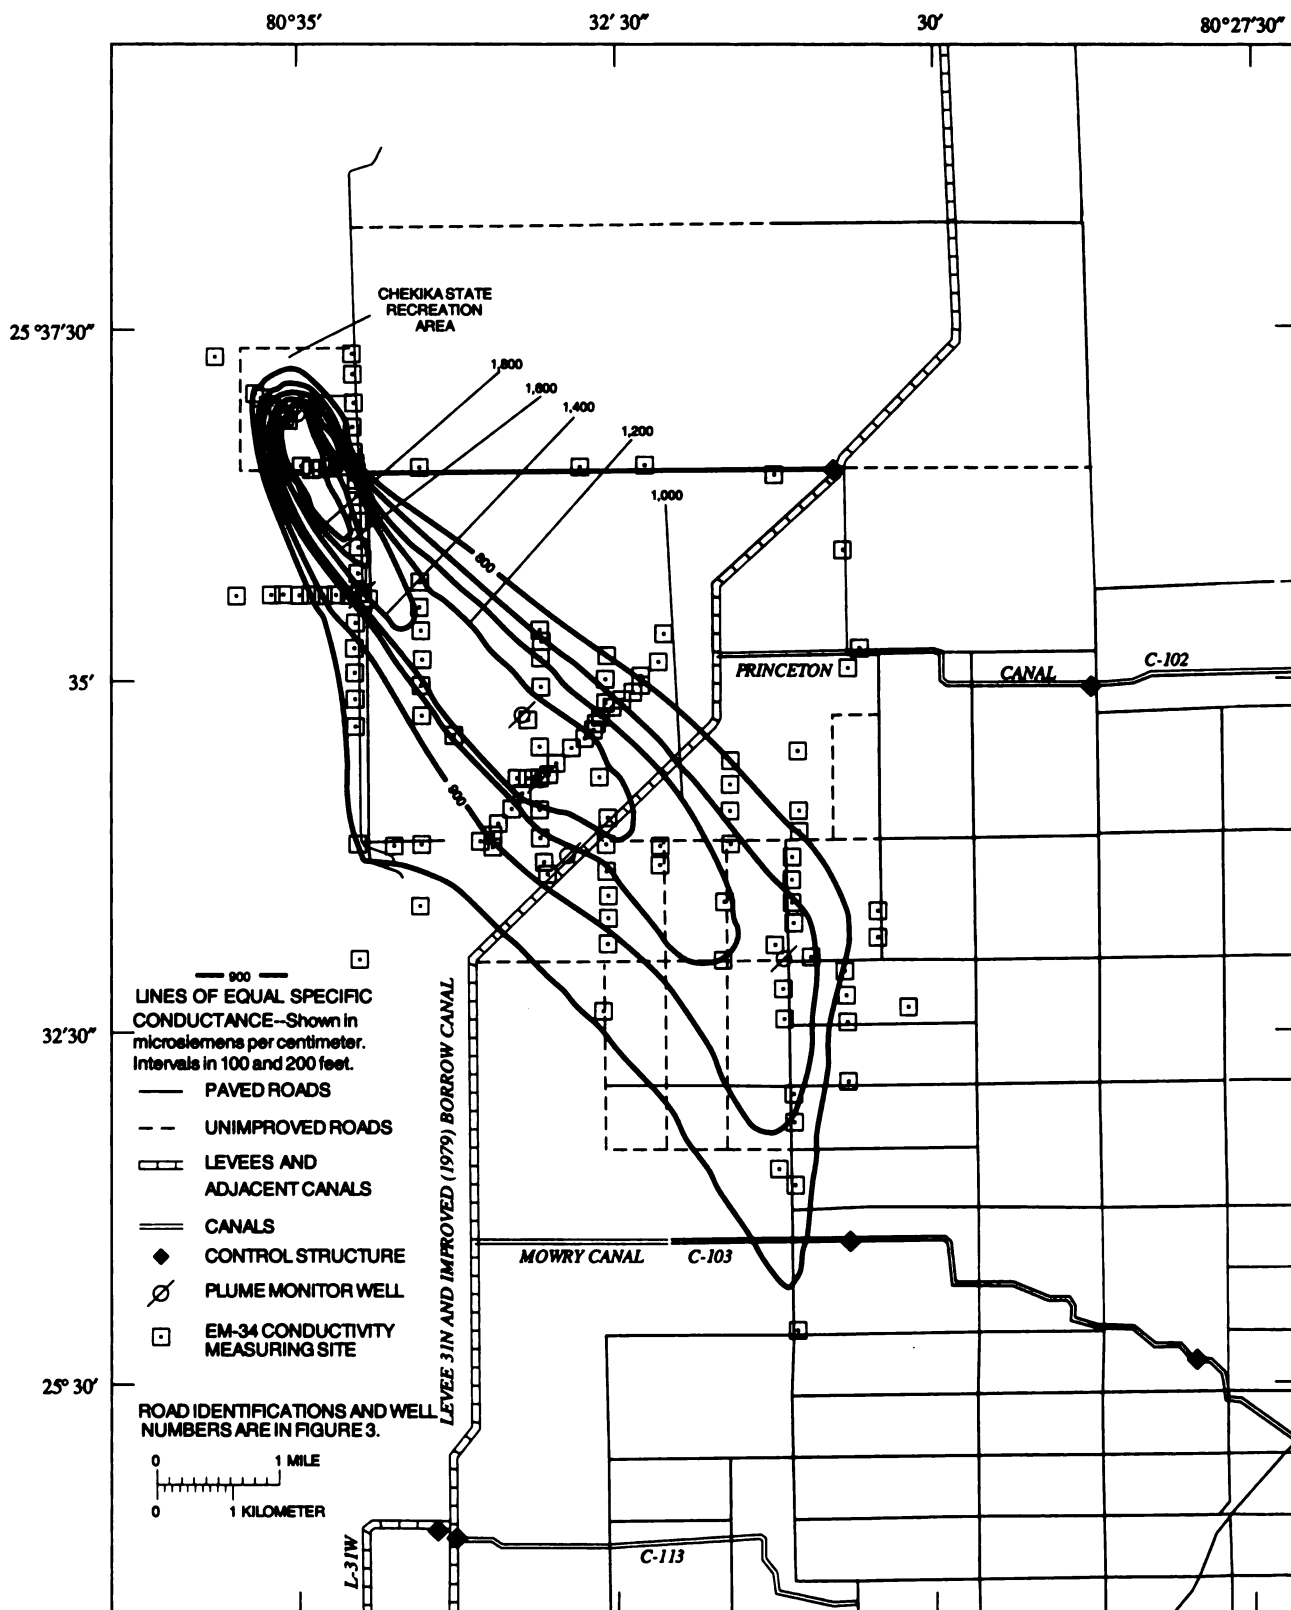 80°35′ 32′ 30″ 30′ 80°27′30″
CHEKIKA STATE
RECREATION
AREA
25°37′30″
1,800
1,600
1,400
1,200
1,000
800
PRINCETON CANAL C-102
35′
900
900
LINES OF EQUAL SPECIFIC
CONDUCTANCE--Shown in
microsiemens per centimeter.
Intervals in 100 and 200 feet.
32′30″
PAVED ROADS
UNIMPROVED ROADS
LEVEES AND
ADJACENT CANALS
CANALS
CONTROL STRUCTURE
PLUME MONITOR WELL
EM-34 CONDUCTIVITY
MEASURING SITE
LEVEE 31N AND IMPROVED (1979) BORROW CANAL
MOWRY CANAL C-103
25° 30′
ROAD IDENTIFICATIONS AND WELL
NUMBERS ARE IN FIGURE 3.
0 1 MILE
0 1 KILOMETER
L-31W
C-113